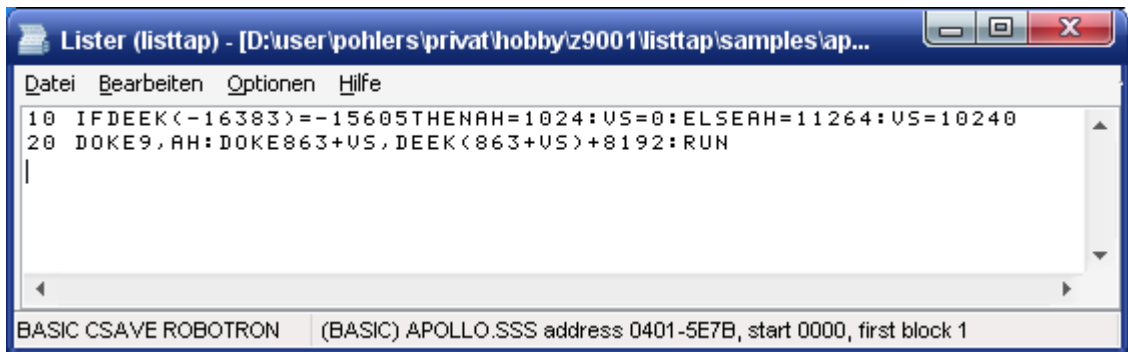 Lister (listtap) - [D:\user\pohlers\privat\hobby\z9001\listtap\samples\ap...
Datei Bearbeiten Optionen Hilfe
10 IFDEEK(-16383)=-15605THENAH=1024:VS=0:ELSEAH=11264:VS=10240
20 DOKE9,AH:DOKE863+VS,DEEK(863+VS)+8192:RUN
BASIC CSAVE ROBOTRON (BASIC) APOLLO.SSS address 0401-5E7B, start 0000, first block 1